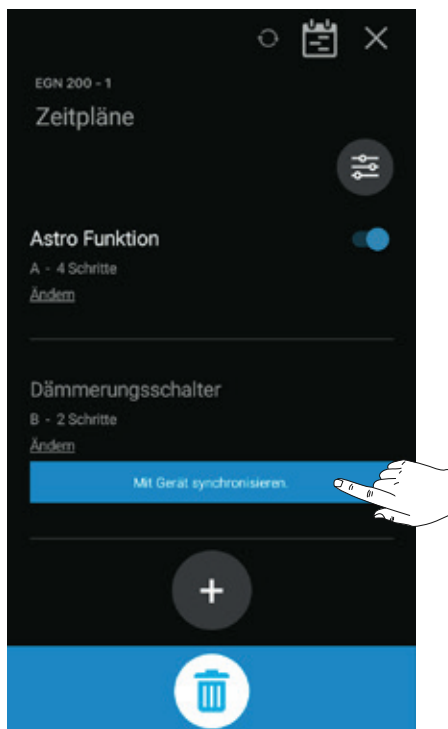 EGN 200 - 1
Zeitpläne
Astro Funktion
A - 4 Schritte
Ändern
Dämmerungsschalter
B - 2 Schritte
Ändern
Mit Gerät synchronisieren.